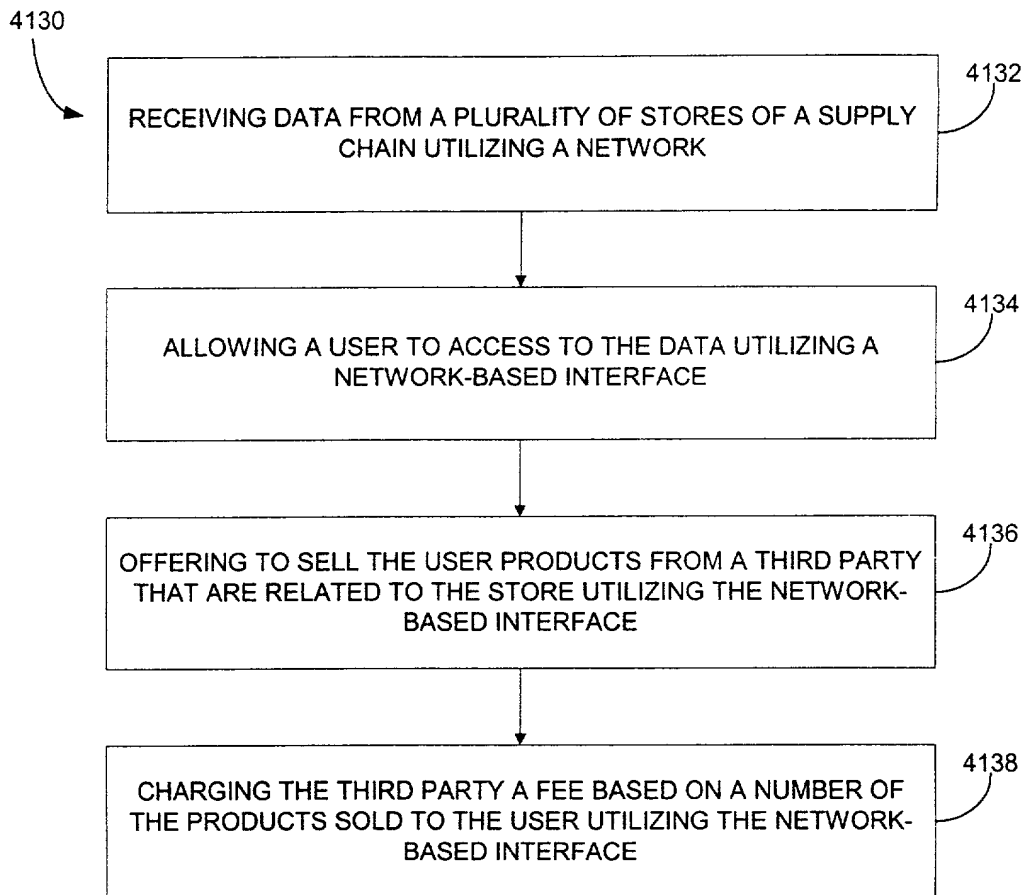 4130
4132
RECEIVING DATA FROM A PLURALITY OF STORES OF A SUPPLY
CHAIN UTILIZING A NETWORK
4134
ALLOWING A USER TO ACCESS TO THE DATA UTILIZING A
NETWORK-BASED INTERFACE
4136
OFFERING TO SELL THE USER PRODUCTS FROM A THIRD PARTY
THAT ARE RELATED TO THE STORE UTILIZING THE NETWORK-
BASED INTERFACE
4138
CHARGING THE THIRD PARTY A FEE BASED ON A NUMBER OF
THE PRODUCTS SOLD TO THE USER UTILIZING THE NETWORK-
BASED INTERFACE